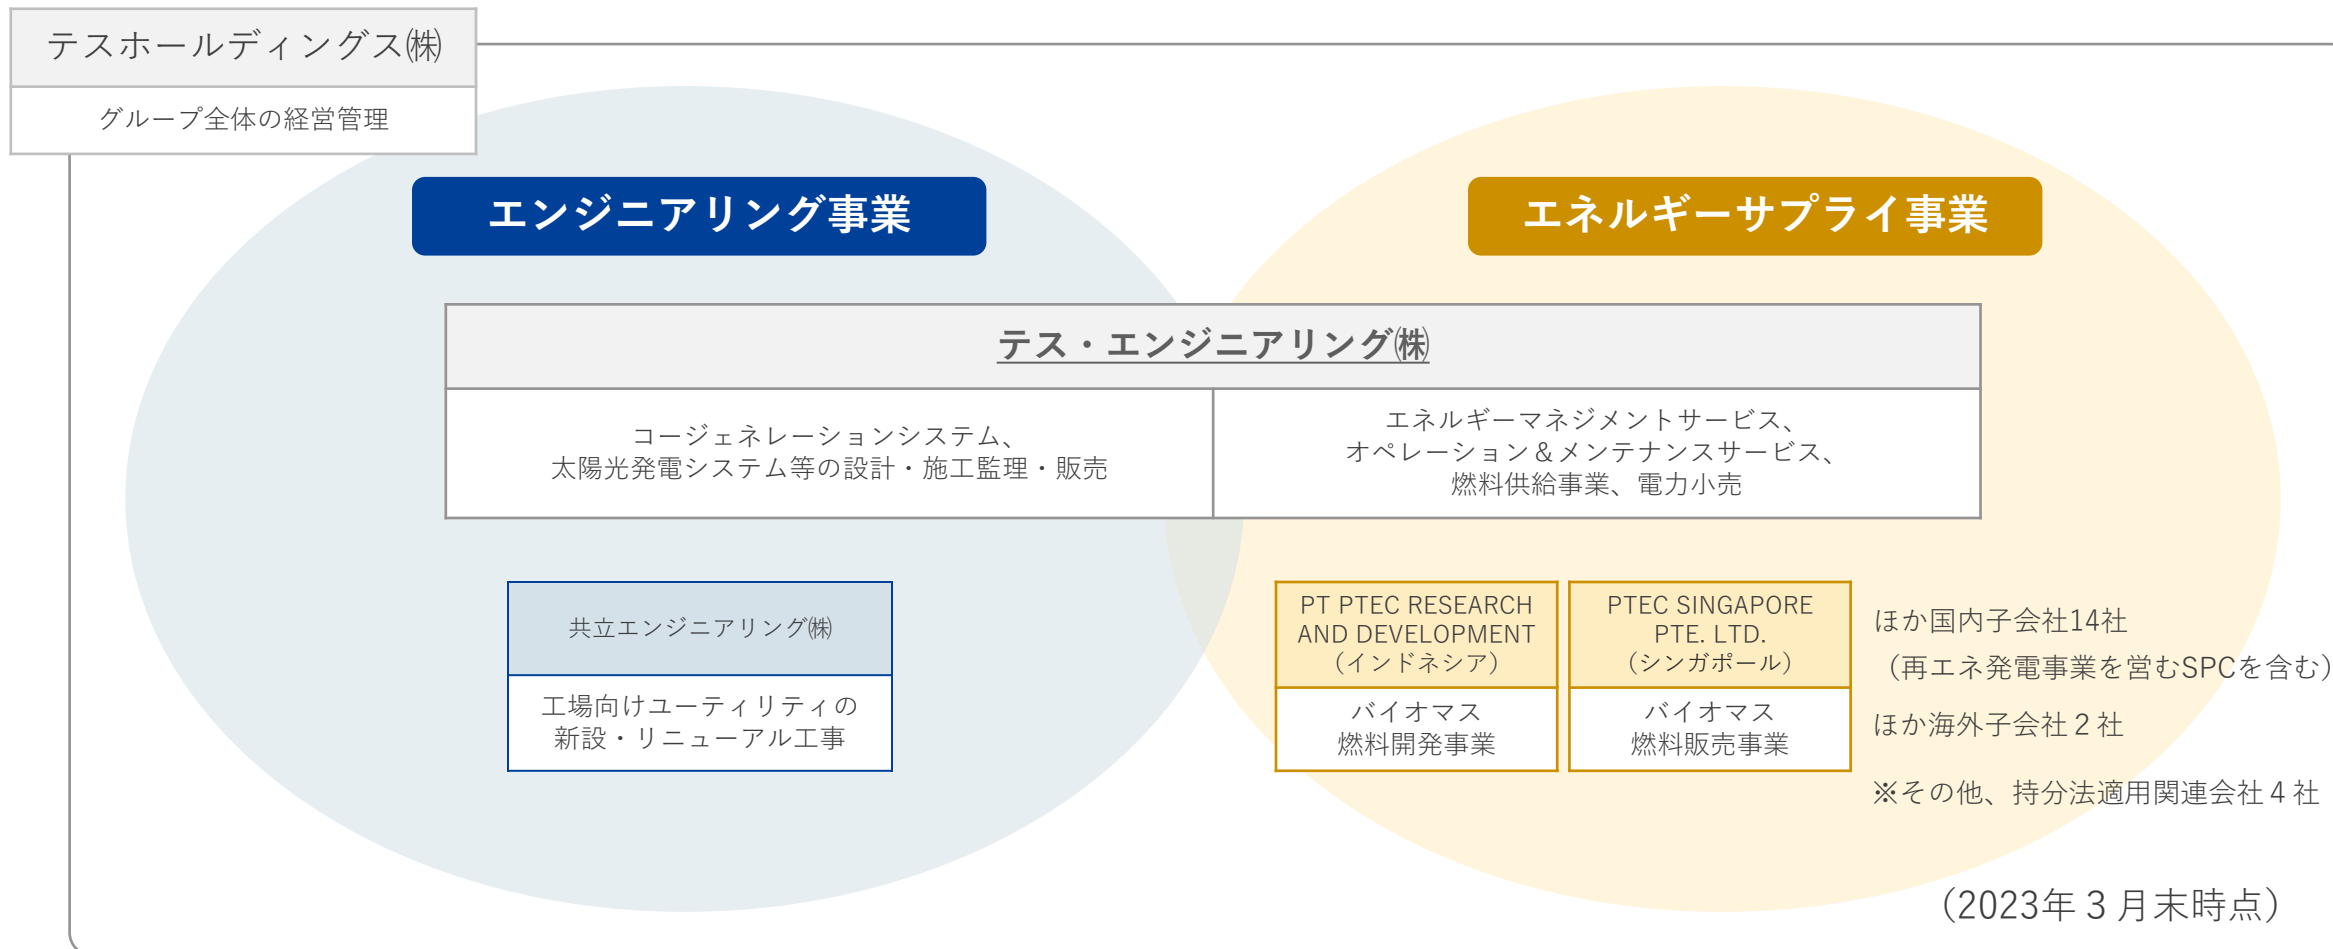 テスホールディングス㈱
グループ全体の経営管理
エンジニアリング事業
エネルギーサプライ事業
テス・エンジニアリング㈱
コージェネレーションシステム、
太陽光発電システム等の設計・施工監理・販売
エネルギーマネジメントサービス、
オペレーション＆メンテナンスサービス、
燃料供給事業、電力小売
共立エンジニアリング㈱
工場向けユーティリティの
新設・リニューアル工事
PT PTEC RESEARCH
AND DEVELOPMENT
（インドネシア）
バイオマス
燃料開発事業
PTEC SINGAPORE
PTE. LTD.
（シンガポール）
バイオマス
燃料販売事業
ほか国内子会社14社
（再エネ発電事業を営むSPCを含む）
ほか海外子会社２社
※その他、持分法適用関連会社４社
（2023年３月末時点）